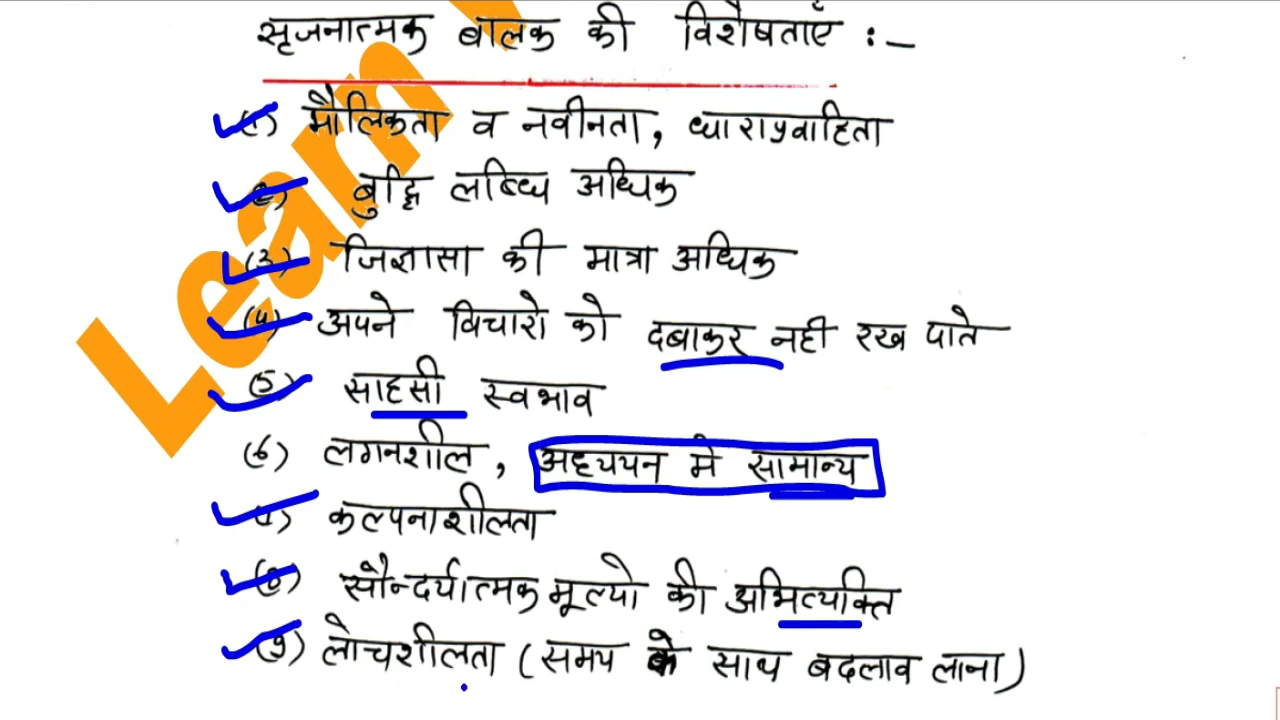 सृजनात्मक बालक की विशेषताएँ :-
(1) मौलिकता व नवीनता, धाराप्रवाहिता
(2) बुद्धि लब्धि अधिक
(3) जिज्ञासा की मात्रा अधिक
(4) अपने विचारो को दबाकर नही रख पाते
(5) साहसी स्वभाव
(6) लगनशील, अध्ययन मे सामान्य
(7) कल्पनाशीलता
(8) सौन्दर्यात्मक मूल्यो की अभिव्यक्ति
(9) लोचशीलता (समय के साथ बदलाव लाना)
Learn